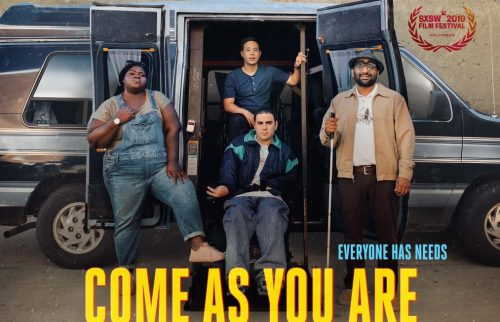 SXSW 2019
FILM FESTIVAL
EVERYONE HAS NEEDS
COME AS YOU ARE